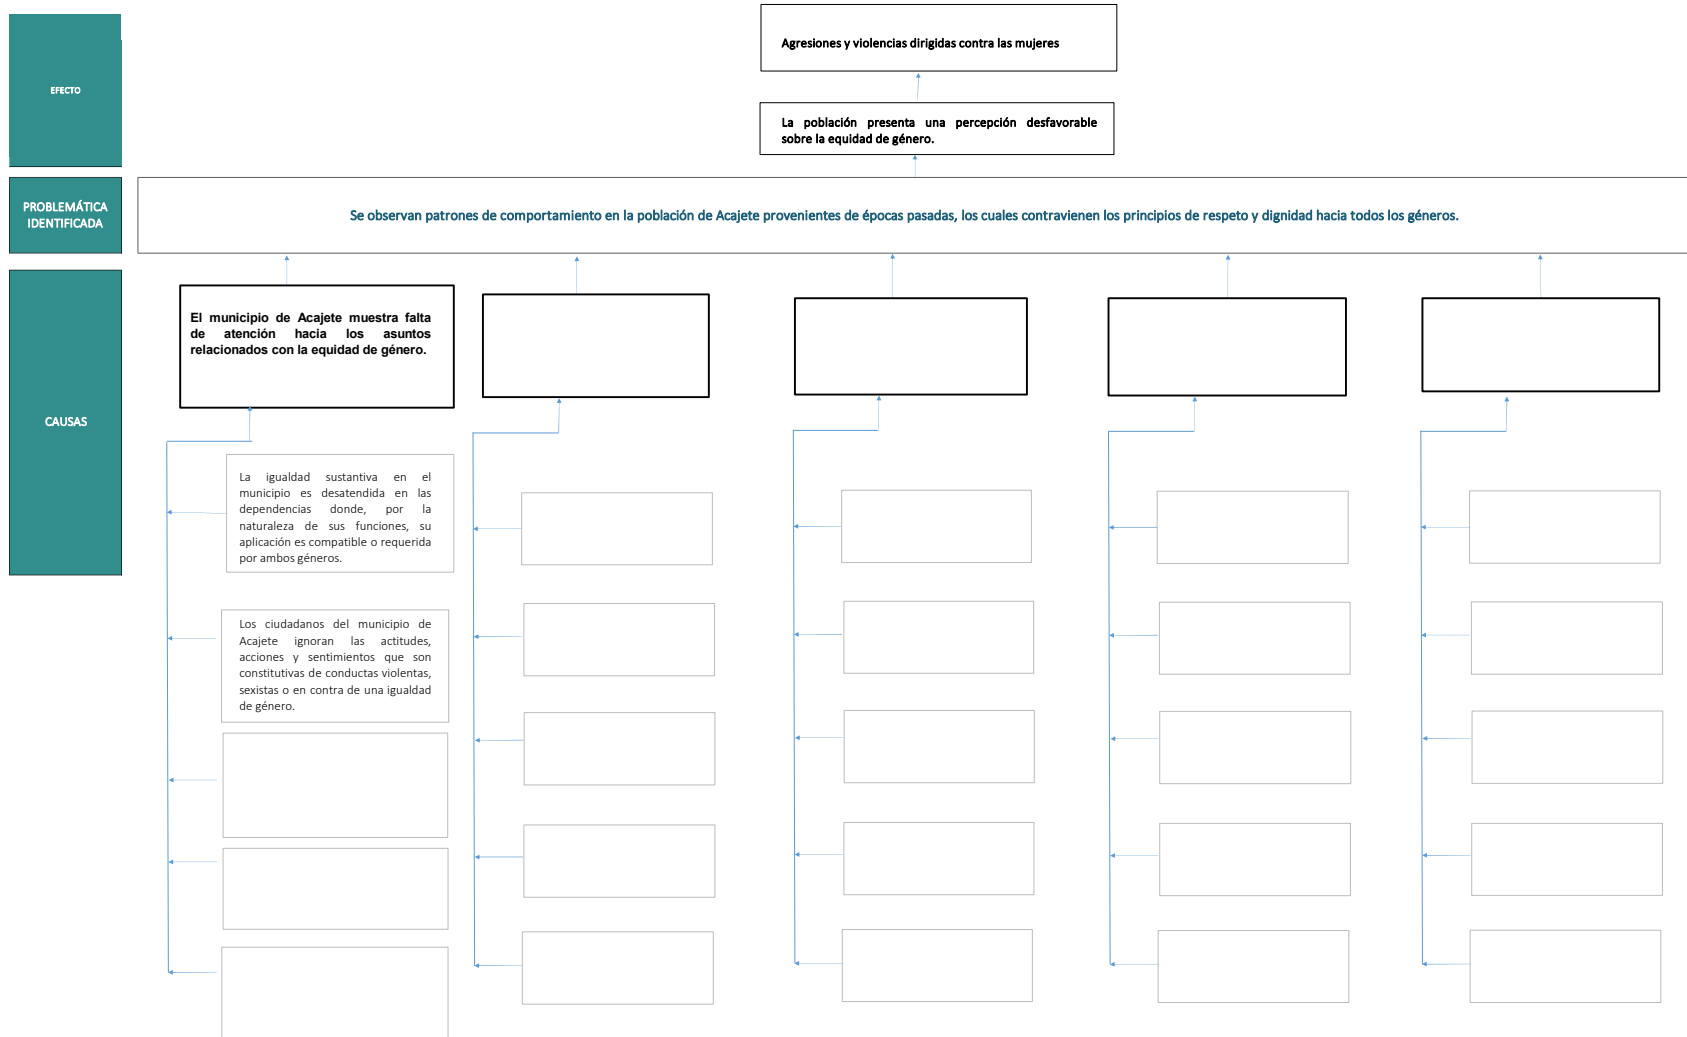 EFECTO
Agresiones y violencias dirigidas contra las mujeres
La población presenta una percepción desfavorable
sobre la equidad de género.
PROBLEMÁTICA
IDENTIFICADA
Se observan patrones de comportamiento en la población de Acajete provenientes de épocas pasadas, los cuales contravienen los principios de respeto y dignidad hacia todos los géneros.
CAUSAS
El municipio de Acajete muestra falta
de atención hacia los asuntos
relacionados con la equidad de género.
La igualdad sustantiva en el
municipio es desatendida en las
dependencias donde, por la
naturaleza de sus funciones, su
aplicación es compatible o requerida
por ambos géneros.
Los ciudadanos del municipio de
Acajete ignoran las actitudes,
acciones y sentimientos que son
constitutivas de conductas violentas,
sexistas o en contra de una igualdad
de género.